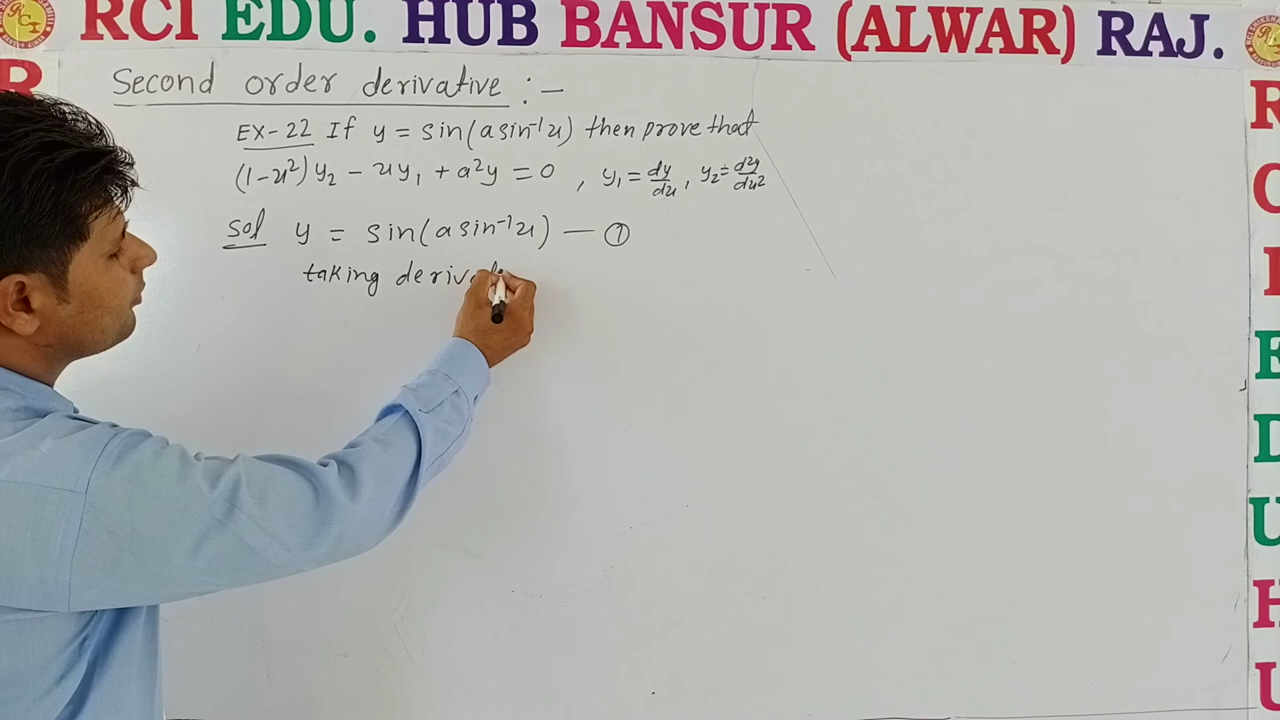 RCI EDU. HUB BANSUR (ALWAR) RAJ.
Second order derivative :-
EX-22 If y = sin(a sin⁻¹x) then prove that
(1-x²)y₂ - xy₁ + a²y = 0 , y₁ = dy/dx , y₂ = d²y/dx²
Sol y = sin(a sin⁻¹x) — ①
taking
R
R
C
I
E
D
U
H
U